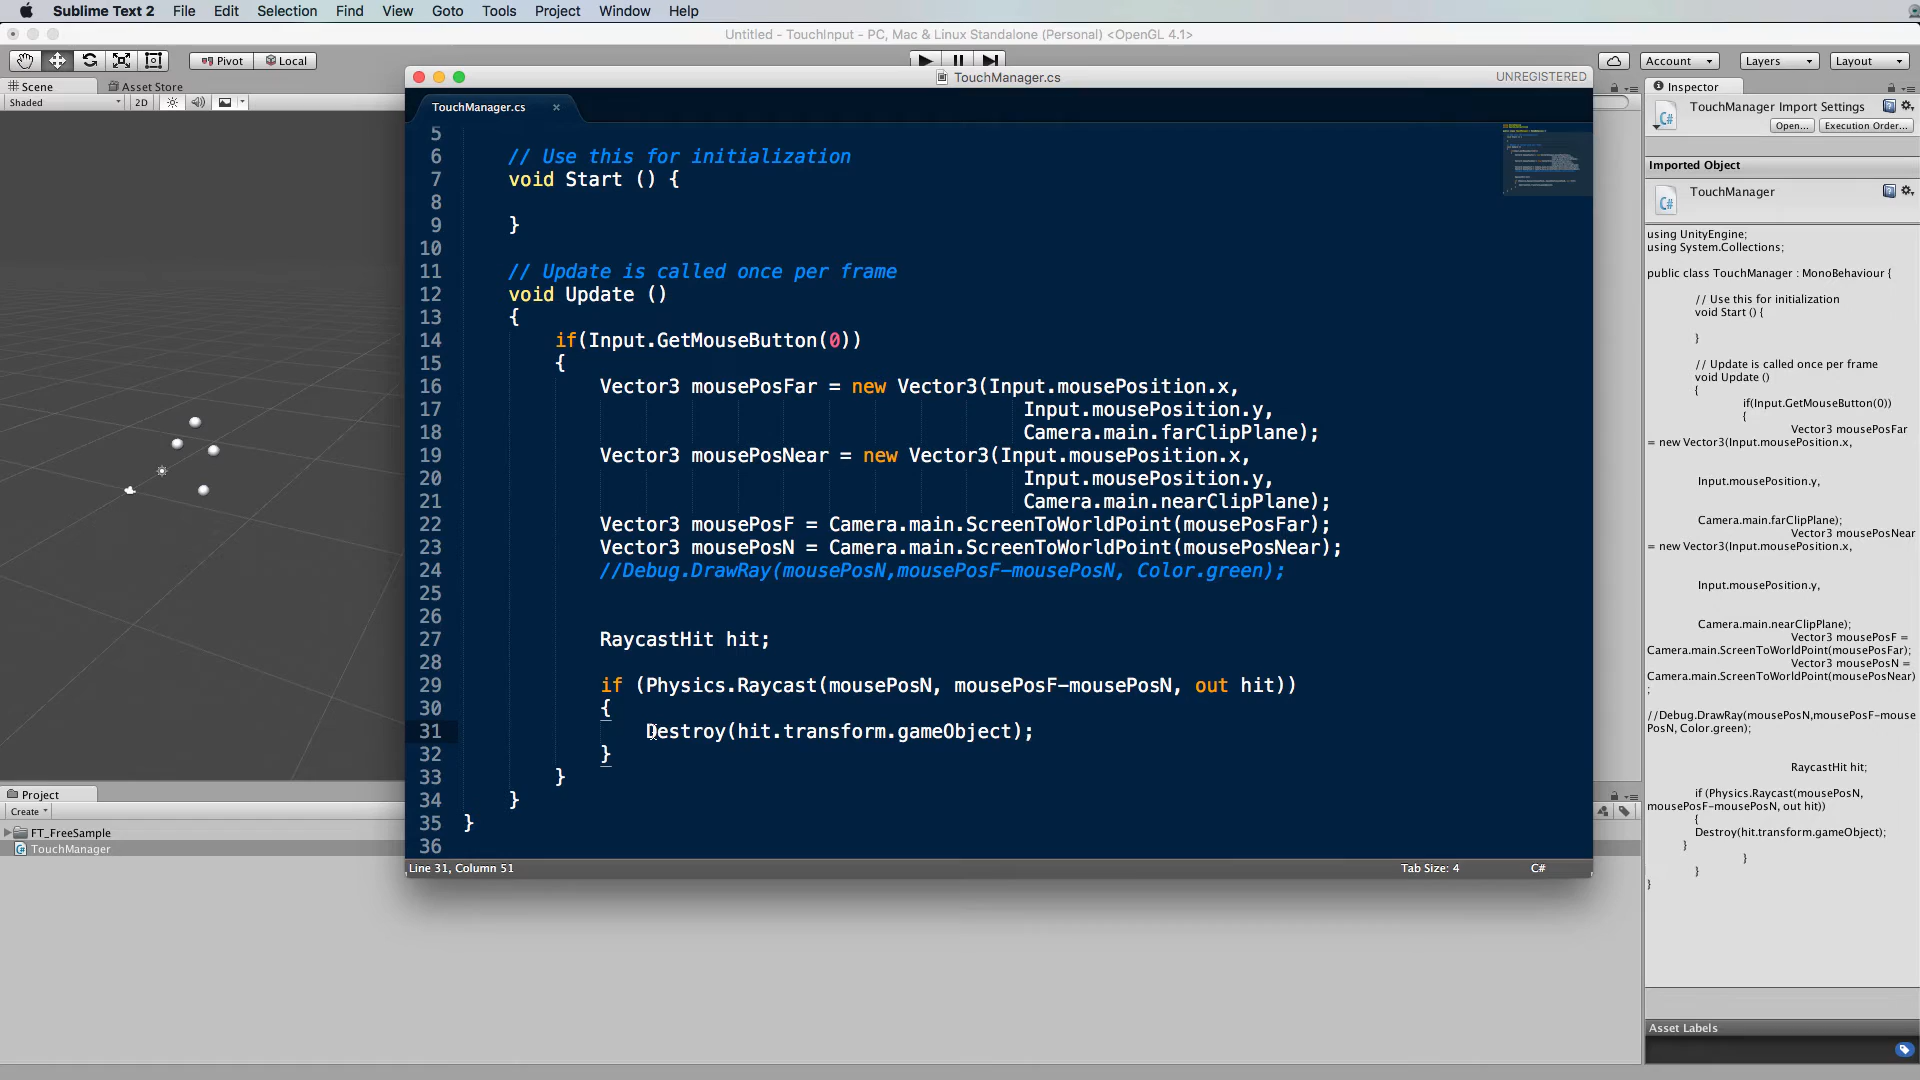 Sublime Text 2 File Edit Selection Find View Goto Tools Project Window Help
Untitled - TouchInput - PC, Mac & Linux Standalone (Personal) <OpenGL 4.1>
Pivot Local Account Layers Layout
Scene Asset Store
Shaded 2D
TouchManager.cs UNREGISTERED
TouchManager.cs ×
5
6 // Use this for initialization
7 void Start () {
8
9 }
10
11 // Update is called once per frame
12 void Update ()
13 {
14 if(Input.GetMouseButton(0))
15 {
16 Vector3 mousePosFar = new Vector3(Input.mousePosition.x,
17 Input.mousePosition.y,
18 Camera.main.farClipPlane);
19 Vector3 mousePosNear = new Vector3(Input.mousePosition.x,
20 Input.mousePosition.y,
21 Camera.main.nearClipPlane);
22 Vector3 mousePosF = Camera.main.ScreenToWorldPoint(mousePosFar);
23 Vector3 mousePosN = Camera.main.ScreenToWorldPoint(mousePosNear);
24 //Debug.DrawRay(mousePosN,mousePosF-mousePosN, Color.green);
25
26
27 RaycastHit hit;
28
29 if (Physics.Raycast(mousePosN, mousePosF-mousePosN, out hit))
30 {
31 Destroy(hit.transform.gameObject);
32 }
33 }
34 }
35 }
36
Line 31, Column 51 Tab Size: 4 C#
Project
Create
FT_FreeSample
TouchManager
Inspector
TouchManager Import Settings
C#
Open... Execution Order...
Imported Object
TouchManager
C#
using UnityEngine;
using System.Collections;
public class TouchManager : MonoBehaviour {
// Use this for initialization
void Start () {
}
// Update is called once per frame
void Update ()
{
if(Input.GetMouseButton(0))
{
Vector3 mousePosFar
= new Vector3(Input.mousePosition.x,
Input.mousePosition.y,
Camera.main.farClipPlane);
Vector3 mousePosNear
= new Vector3(Input.mousePosition.x,
Input.mousePosition.y,
Camera.main.nearClipPlane);
Vector3 mousePosF =
Camera.main.ScreenToWorldPoint(mousePosFar);
Vector3 mousePosN =
Camera.main.ScreenToWorldPoint(mousePosNear)
;
//Debug.DrawRay(mousePosN,mousePosF-mouse
PosN, Color.green);
RaycastHit hit;
if (Physics.Raycast(mousePosN,
mousePosF-mousePosN, out hit))
{
Destroy(hit.transform.gameObject);
}
}
}
}
Asset Labels